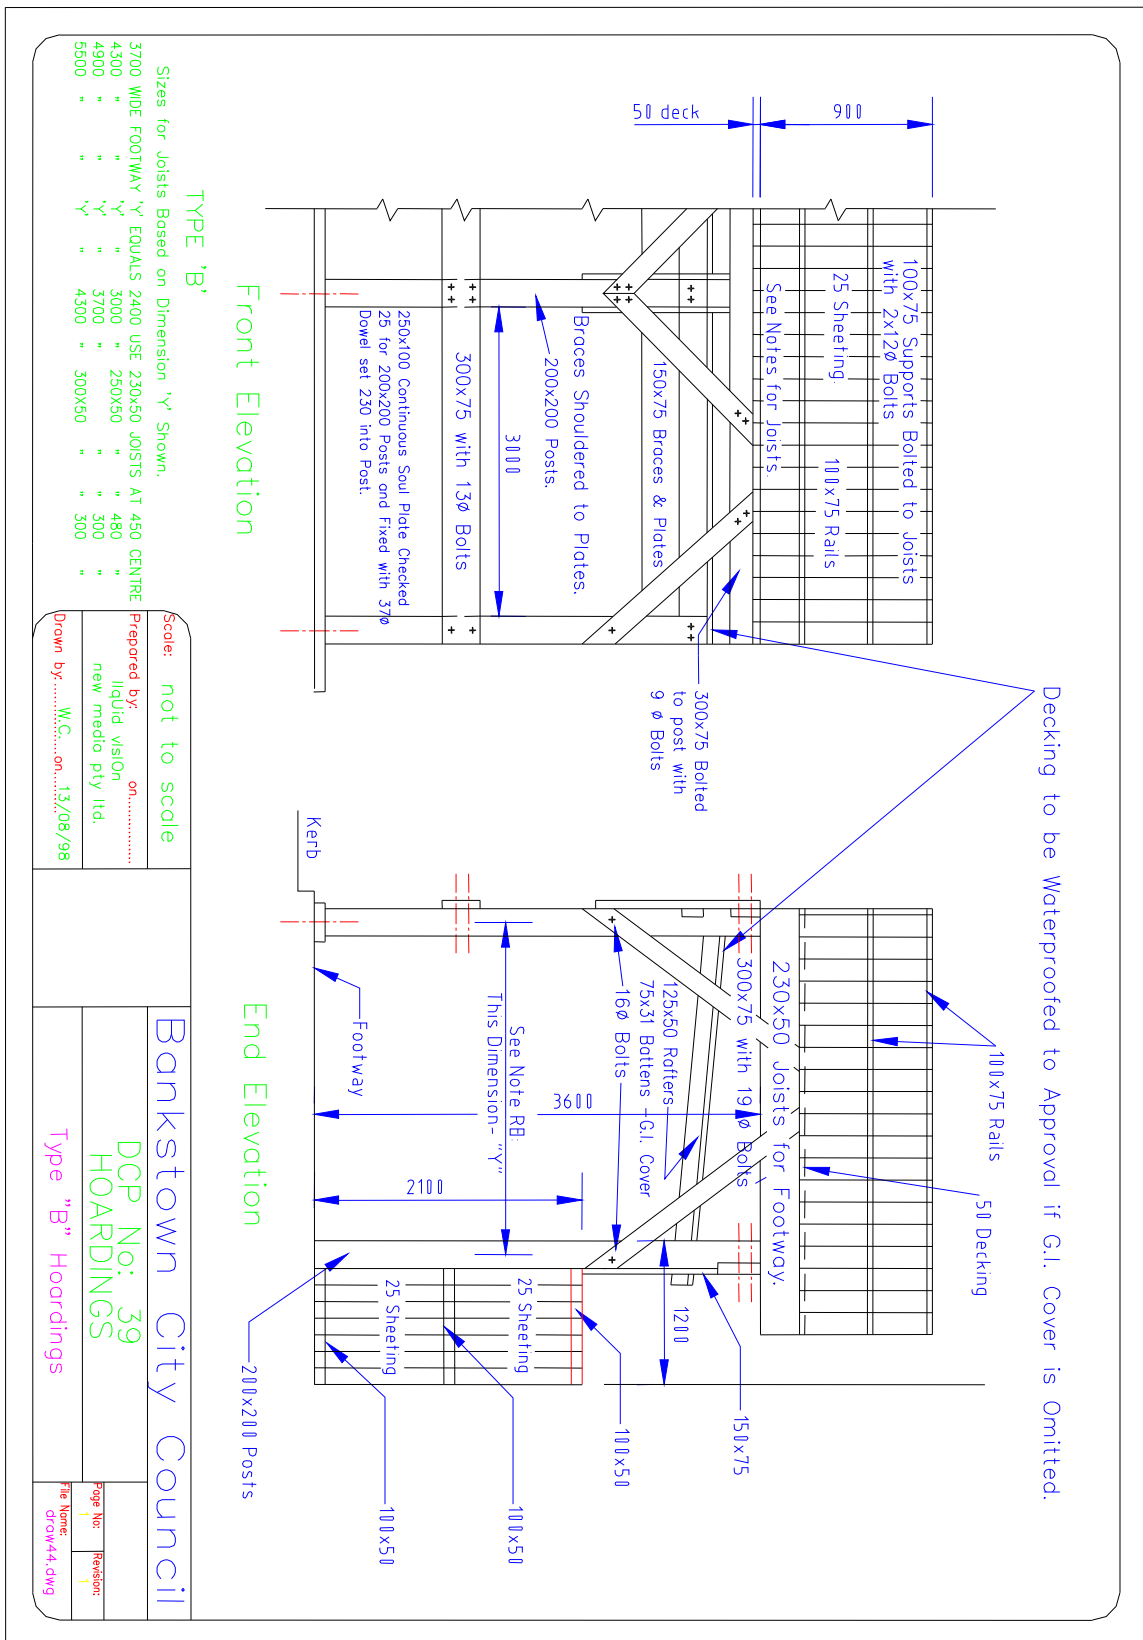 Decking to be Waterproofed to Approval if G.I. Cover is Omitted.
900
50 deck
100x75 Supports Bolted to Joists
with 2x12Ø Bolts
25 Sheeting.
100x75 Rails
See Notes for Joists.
150x75 Braces & Plates
Braces Shouldered to Plates.
200x200 Posts.
3000
300x75 with 13Ø Bolts
250x100 Continuous Soul Plate Checked
25 for 200x200 Posts and Fixed with 37Ø
Dowel set 230 into Post.
300x75 Bolted
to post with
9 Ø Bolts
Front Elevation
100x75 Rails
50 Decking
230x50 Joists for Footway.
300x75 with 19Ø Bolts
125x50 Rafters
75x31 Battens -G.I. Cover
16Ø Bolts
3600
See Note RB.
This Dimension- "Y"
2100
1200
150x75
100x50
25 Sheeting
100x50
25 Sheeting
100x50
200x200 Posts
Kerb
Footway
End Elevation
TYPE 'B'
Sizes for Joists Based on Dimension 'Y' Shown.
3700 WIDE FOOTWAY 'Y' EQUALS 2400 USE 230x50 JOISTS AT 450 CENTRE
4300 " " 'Y' " 3000 " 250X50 " " 480 "
4900 " " 'Y' " 3700 " " " 300 "
5500 " " 'Y' " 4300 " 300X50 " " 300 "
Scale: not to scale
Prepared by: on..............
lIqUid visIOn
new media pty ltd.
Drawn by:.... W.C. ...on...13/08/98
Bankstown City Council
DCP No: 39
HOARDINGS
Type "B" Hoardings
Page No: 1
Revision: 1
File Name:
draw44.dwg